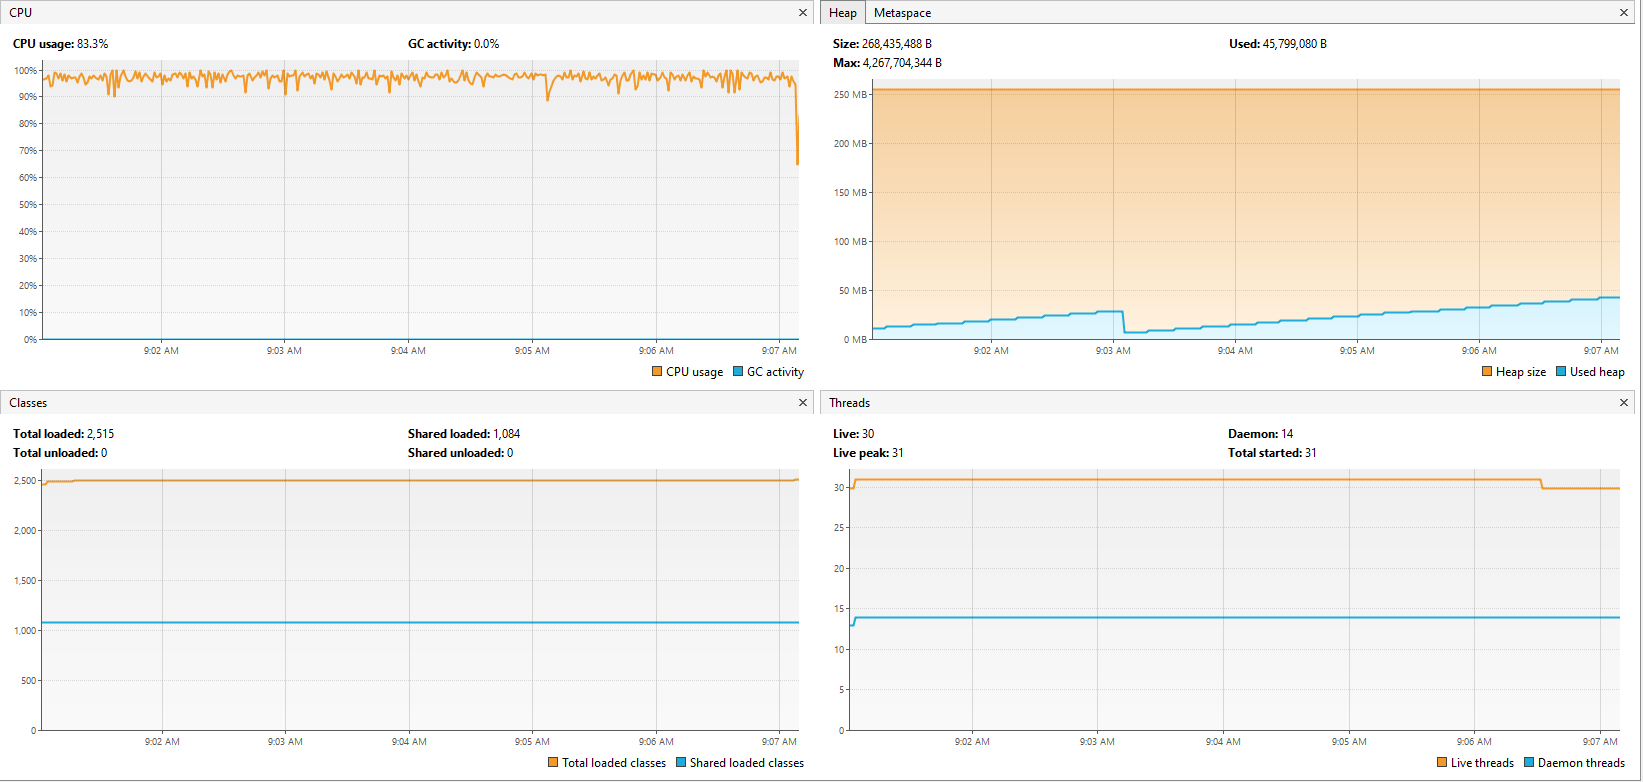 CPU
CPU usage: 83.3% GC activity: 0.0%
100%
90%
80%
70%
60%
50%
40%
30%
20%
10%
0%
9:02 AM 9:03 AM 9:04 AM 9:05 AM 9:06 AM 9:07 AM
CPU usage GC activity
Heap Metaspace
Size: 268,435,488 B Used: 45,799,080 B
Max: 4,267,704,344 B
250 MB
200 MB
150 MB
100 MB
50 MB
0 MB
9:02 AM 9:03 AM 9:04 AM 9:05 AM 9:06 AM 9:07 AM
Heap size Used heap
Classes
Total loaded: 2,515 Shared loaded: 1,084
Total unloaded: 0 Shared unloaded: 0
2,500
2,000
1,500
1,000
500
0
9:02 AM 9:03 AM 9:04 AM 9:05 AM 9:06 AM 9:07 AM
Total loaded classes Shared loaded classes
Threads
Live: 30 Daemon: 14
Live peak: 31 Total started: 31
30
25
20
15
10
5
0
9:02 AM 9:03 AM 9:04 AM 9:05 AM 9:06 AM 9:07 AM
Live threads Daemon threads